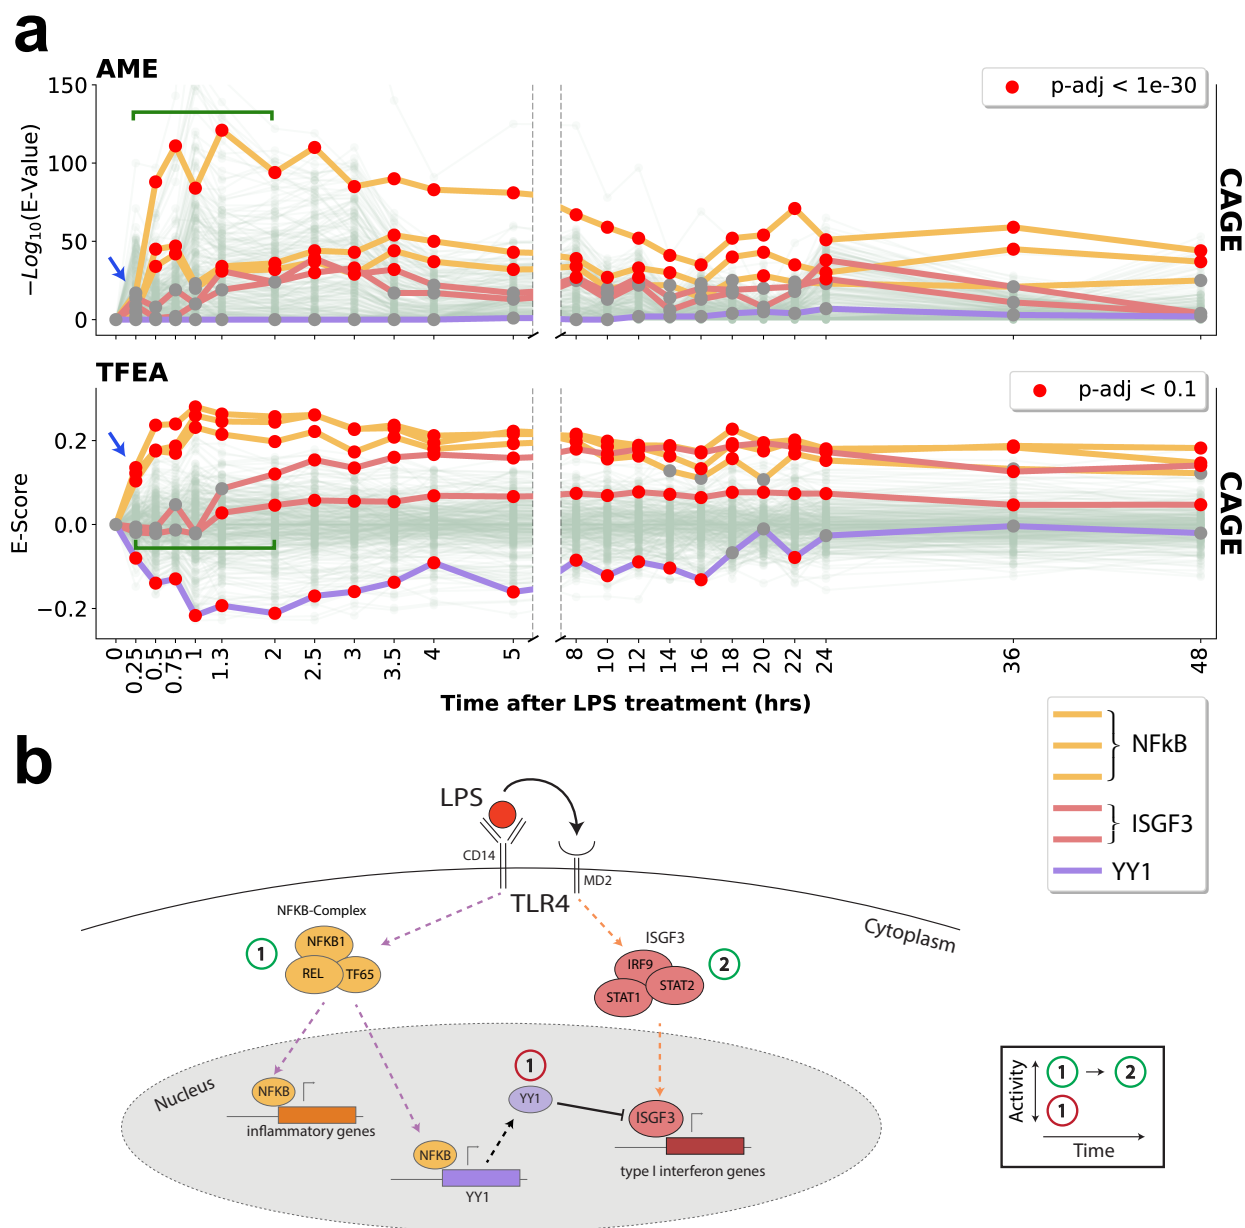 a
AME
150
100
50
0
−Log10(E-Value)
p-adj < 1e-30
CAGE
TFEA
0.2
0.0
−0.2
E-Score
p-adj < 0.1
CAGE
0 0.25 0.5 0.75 1 1.3 2 2.5 3 3.5 4 5 8 10 12 14 16 18 20 22 24 36 48
Time after LPS treatment (hrs)
NFkB
ISGF3
YY1
b
LPS
CD14
MD2
TLR4
Cytoplasm
NFKB-Complex
1
NFKB1
REL
TF65
ISGF3
2
IRF9
STAT1
STAT2
Nucleus
NFKB
inflammatory genes
1
YY1
NFKB
YY1
ISGF3
type I interferon genes
Activity
1
2
1
Time